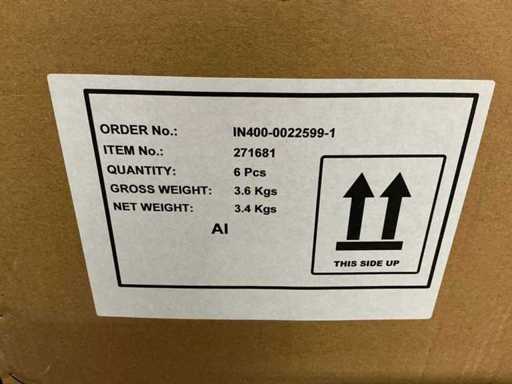 ORDER No.: IN400-0022599-1
ITEM No.: 271681
QUANTITY: 6 Pcs
GROSS WEIGHT: 3.6 Kgs
NET WEIGHT: 3.4 Kgs
AI
THIS SIDE UP